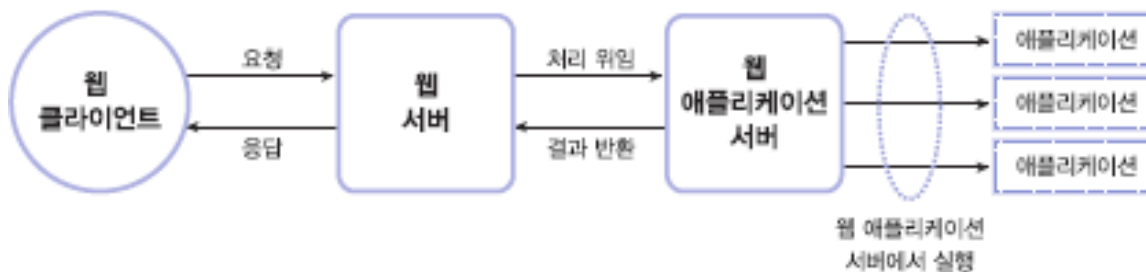 웹
클라이언트
요청
응답
웹
서버
처리 위임
결과 반환
웹
애플리케이션
서버
애플리케이션
애플리케이션
애플리케이션
웹 애플리케이션
서버에서 실행